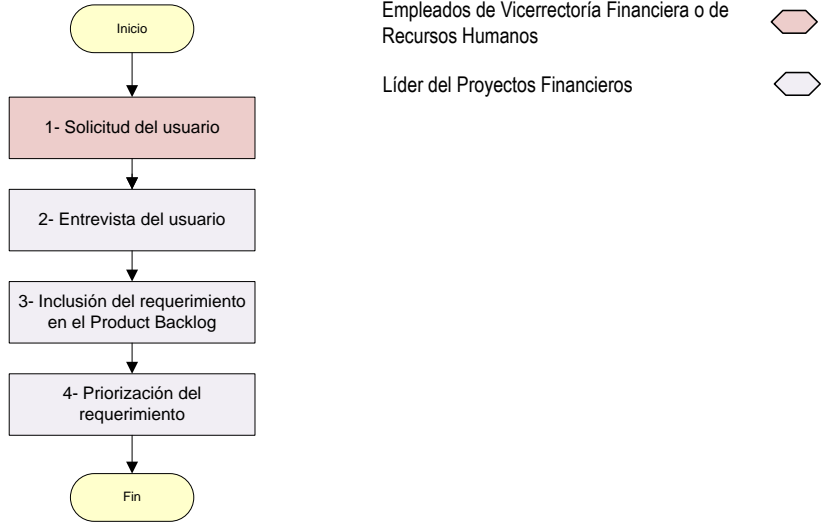 Inicio
1- Solicitud del usuario
2- Entrevista del usuario
3- Inclusión del requerimiento
en el Product Backlog
4- Priorización del
requerimiento
Fin
Empleados de Vicerrectoría Financiera o de
Recursos Humanos
Líder del Proyectos Financieros